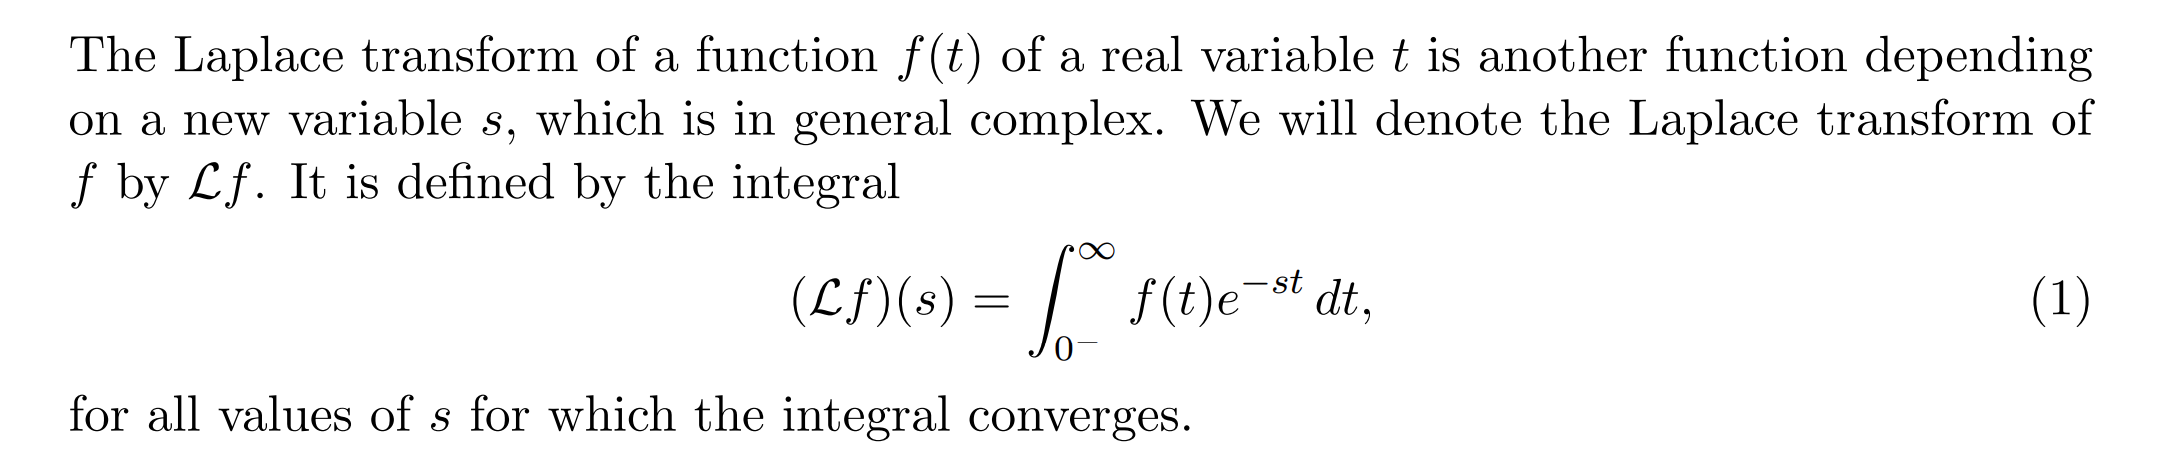 The Laplace transform of a function f(t) of a real variable t is another function depending
on a new variable s, which is in general complex. We will denote the Laplace transform of
f by ℒf. It is defined by the integral
(ℒf)(s) = ∫_{0^-}^{∞} f(t)e^{-st} dt, (1)
for all values of s for which the integral converges.